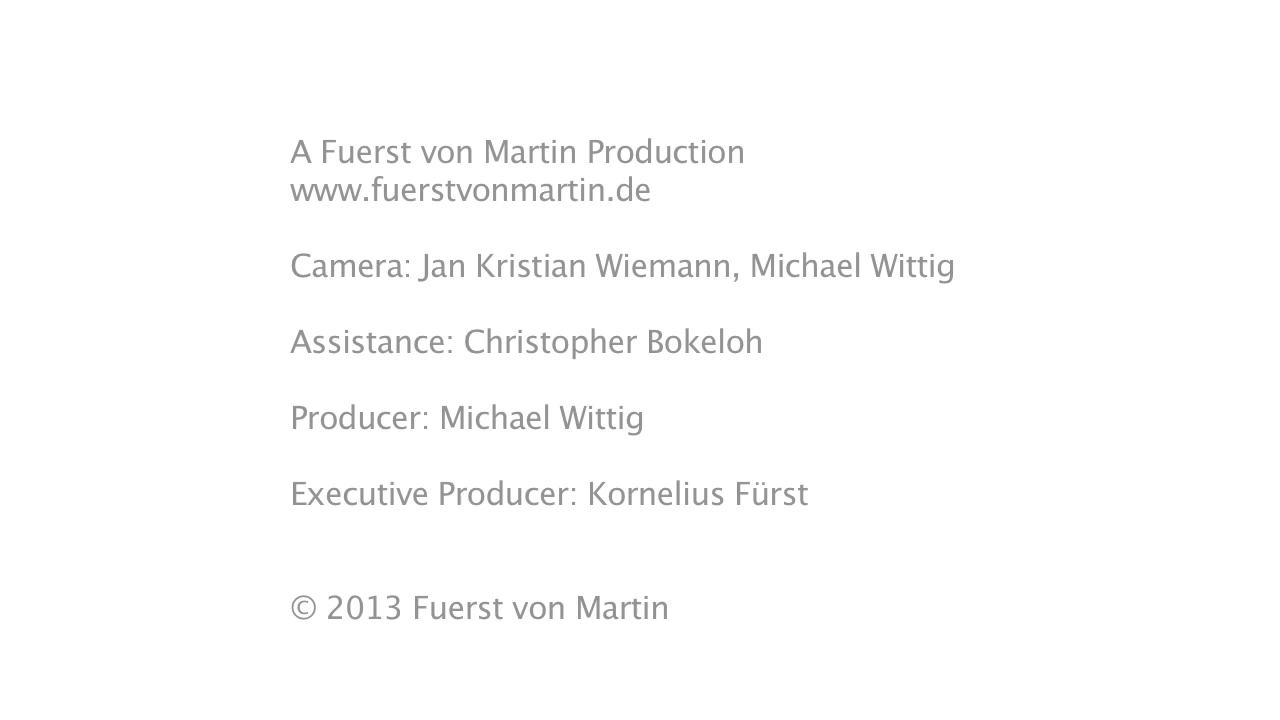 A Fuerst von Martin Production
www.fuerstvonmartin.de
Camera: Jan Kristian Wiemann, Michael Wittig
Assistance: Christopher Bokeloh
Producer: Michael Wittig
Executive Producer: Kornelius Fürst
© 2013 Fuerst von Martin